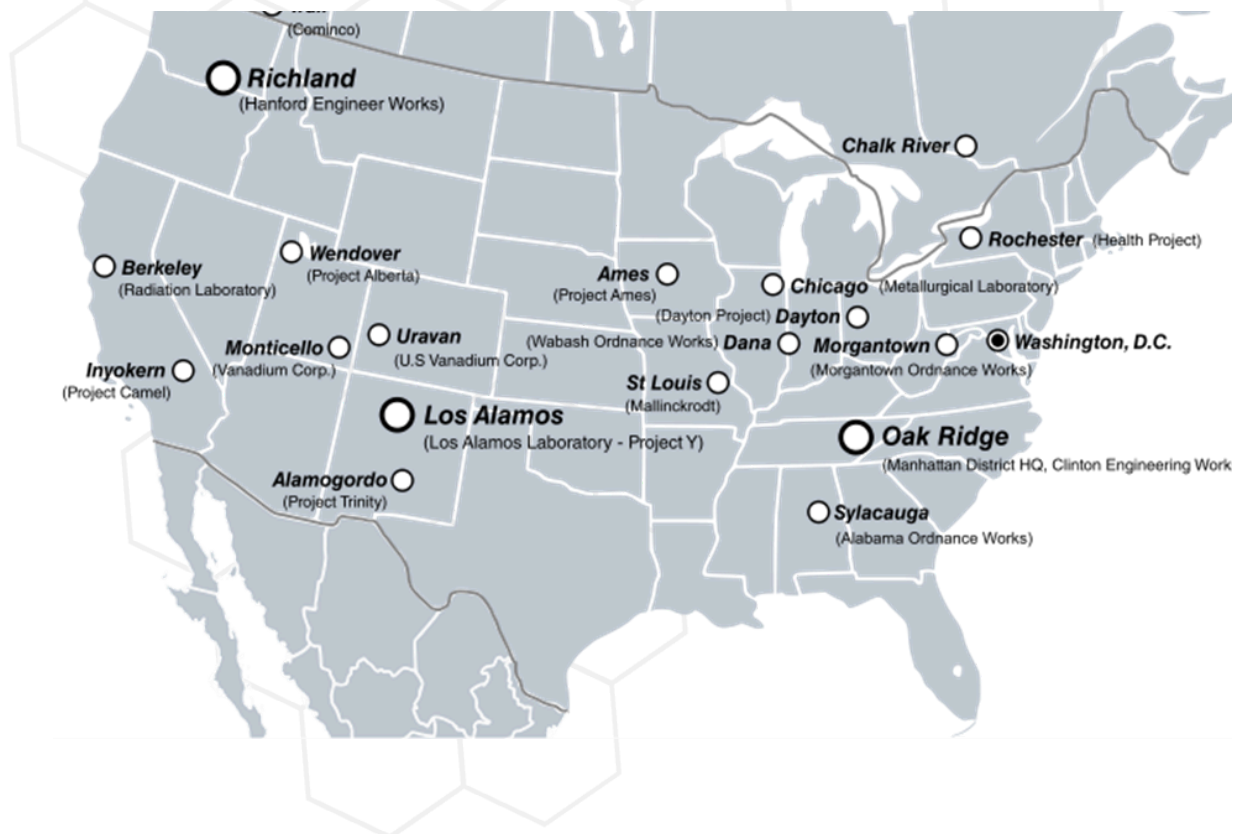 (Cominco)
Richland
(Hanford Engineer Works)
Chalk River
Rochester (Health Project)
Wendover
(Project Alberta)
Berkeley
(Radiation Laboratory)
Ames
(Project Ames)
Chicago (Metallurgical Laboratory)
(Dayton Project) Dayton
Uravan
(U.S Vanadium Corp.)
Monticello
(Vanadium Corp.)
(Wabash Ordnance Works) Dana
Morgantown
(Morgantown Ordnance Works)
Washington, D.C.
Inyokern
(Project Camel)
St Louis
(Mallinckrodt)
Los Alamos
(Los Alamos Laboratory - Project Y)
Oak Ridge
(Manhattan District HQ, Clinton Engineering Work
Alamogordo
(Project Trinity)
Sylacauga
(Alabama Ordnance Works)